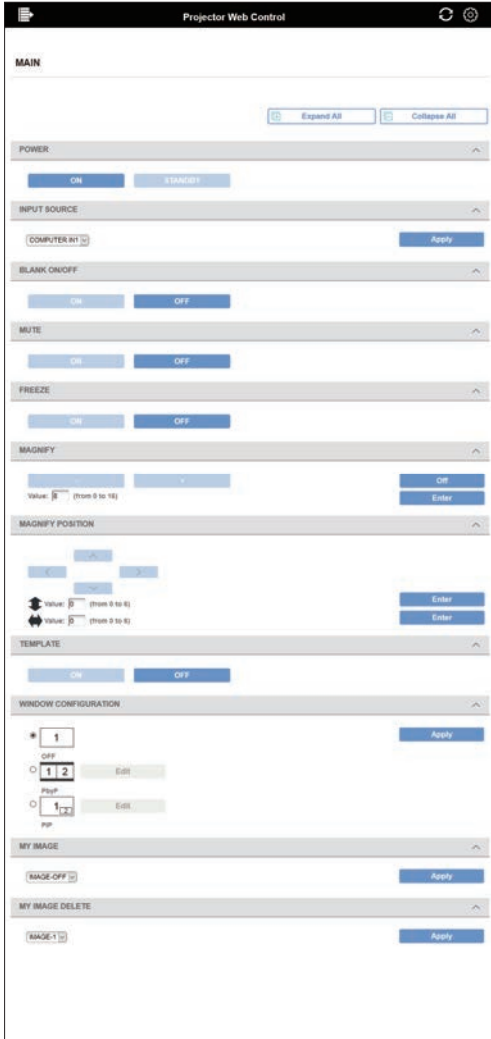 Projector Web Control
MAIN
Expand All Collapse All
POWER
ON STANDBY
INPUT SOURCE
COMPUTER IN1 Apply
BLANK ON/OFF
ON OFF
MUTE
ON OFF
FREEZE
ON OFF
MAGNIFY
- + Off
Value: (from 0 to 16) Enter
MAGNIFY POSITION
Value: 0 (from 0 to 6) Enter
Value: 0 (from 0 to 8) Enter
TEMPLATE
ON OFF
WINDOW CONFIGURATION
1 Apply
OFF
1 2 Edit
PbyP
1 2 Edit
PIP
MY IMAGE
IMAGE-OFF Apply
MY IMAGE DELETE
IMAGE-1 Apply